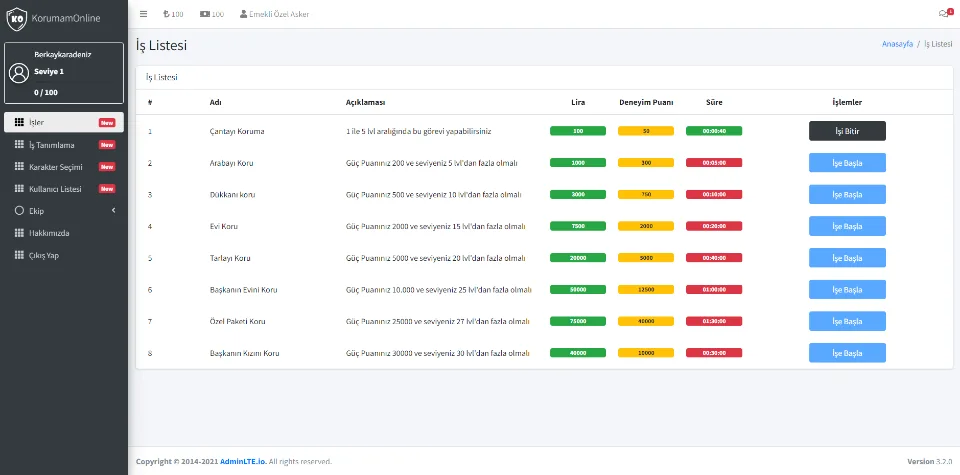 KO KorumamOnline
₺ 100 100 Emekli Özel Asker
Berkaykaradeniz
Seviye 1
0 / 100
İşler New
İş Tanımlama New
Karakter Seçimi New
Kullanıcı Listesi New
Ekip
Hakkımızda
Çıkış Yap
İş Listesi
Anasayfa / İş Listesi
İş Listesi
# Adı Açıklaması Lira Deneyim Puanı Süre İşlemler
1 Çantayı Koruma 1 ile 5 lvl aralığında bu görevi yapabilirsiniz 50 00:00:40 İşi Bitir
2 Arabayı Koru Güç Puanınız 200 ve seviyeniz 5 lvl'dan fazla olmalı 1000 300 00:05:00 İşe Başla
3 Dükkanı koru Güç Puanınız 500 ve seviyeniz 10 lvl'dan fazla olmalı 3000 750 00:10:00 İşe Başla
4 Evi Koru Güç Puanınız 2000 ve seviyeniz 15 lvl'dan fazla olmalı 7500 2000 00:20:00 İşe Başla
5 Tarlayı Koru Güç Puanınız 5000 ve seviyeniz 20 lvl'dan fazla olmalı 20000 5000 00:40:00 İşe Başla
6 Başkanın Evini Koru Güç Puanınız 10.000 ve seviyeniz 25 lvl'dan fazla olmalı 50000 12500 01:00:00 İşe Başla
7 Özel Paketi Koru Güç Puanınız 25000 ve seviyeniz 27 lvl'dan fazla olmalı 75000 40000 01:30:00 İşe Başla
8 Başkanın Kızını Koru Güç Puanınız 30000 ve seviyeniz 30 lvl'dan fazla olmalı 40000 10000 00:30:00 İşe Başla
Copyright © 2014-2021 AdminLTE.io. All rights reserved.
Version 3.2.0